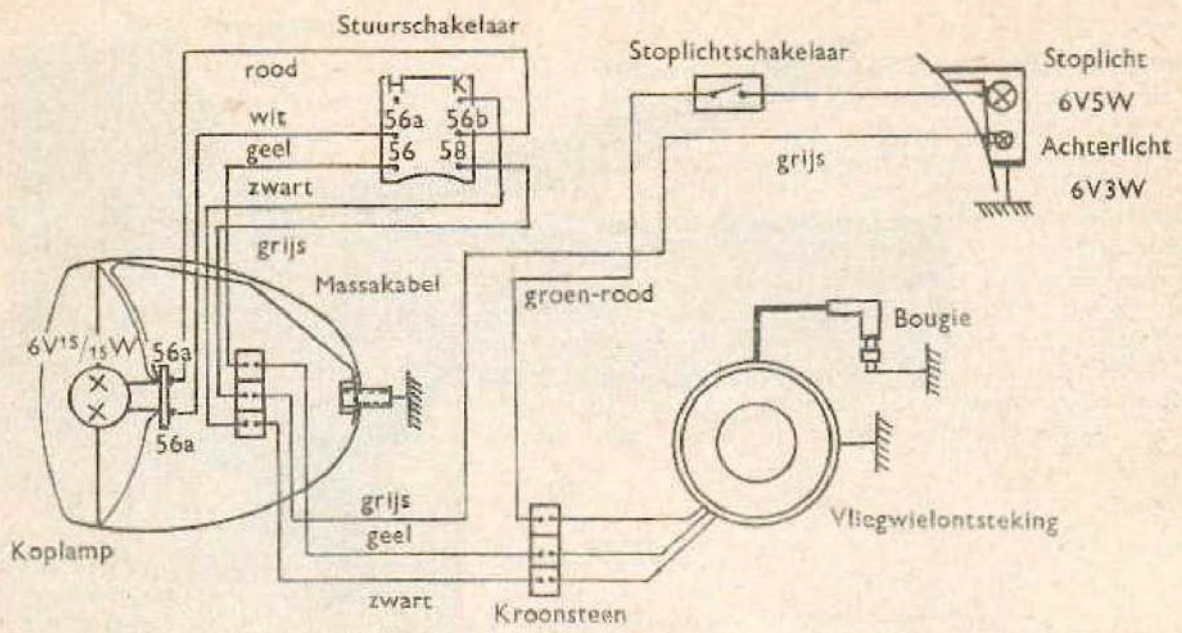 Stuurschakelaar
rood
H K
56a 56b
wit
56 58
geel
zwart
grijs
Massakabel
6V15/15W
56a
56a
Koplamp
Stoplichtschakelaar
Stoplicht
6V5W
Achterlicht
6V3W
grijs
groen-rood
Bougie
Vliegwielontsteking
grijs
geel
zwart
Kroonsteen